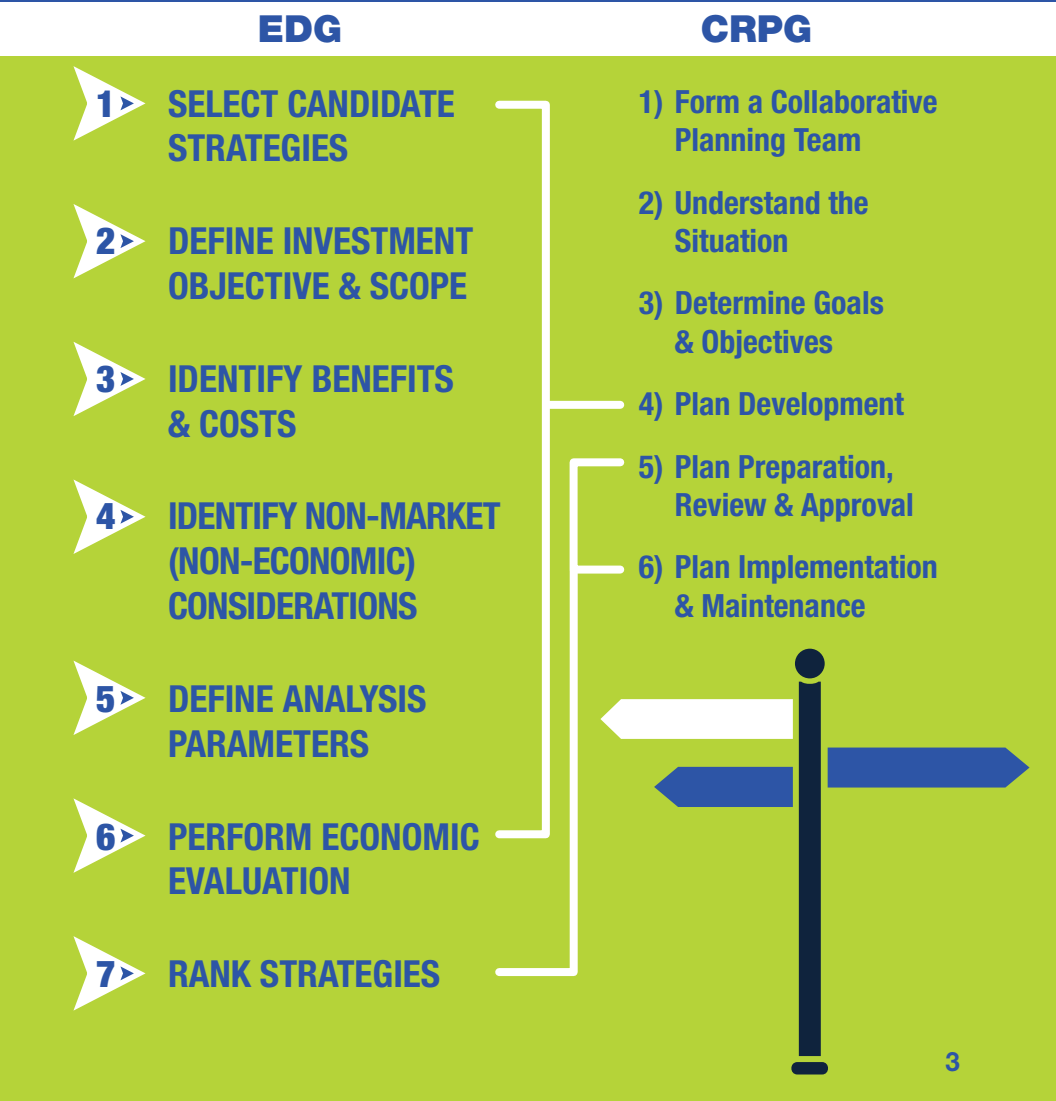 EDG
1 SELECT CANDIDATE
STRATEGIES
2 DEFINE INVESTMENT
OBJECTIVE & SCOPE
3 IDENTIFY BENEFITS
& COSTS
4 IDENTIFY NON-MARKET
(NON-ECONOMIC)
CONSIDERATIONS
5 DEFINE ANALYSIS
PARAMETERS
6 PERFORM ECONOMIC
EVALUATION
7 RANK STRATEGIES
CRPG
1) Form a Collaborative
Planning Team
2) Understand the
Situation
3) Determine Goals
& Objectives
4) Plan Development
5) Plan Preparation,
Review & Approval
6) Plan Implementation
& Maintenance
3